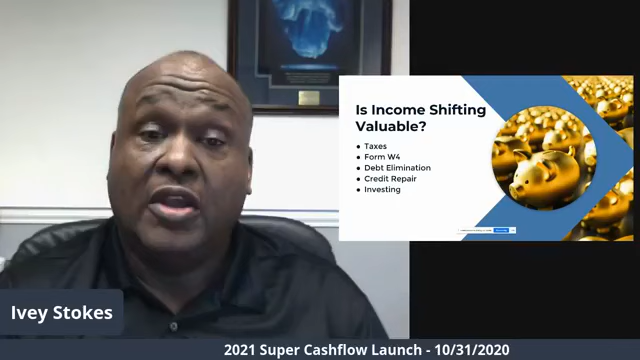 Is Income Shifting
Valuable?
• Taxes
• Form W4
• Debt Elimination
• Credit Repair
• Investing
Ivey Stokes
2021 Super Cashflow Launch - 10/31/2020